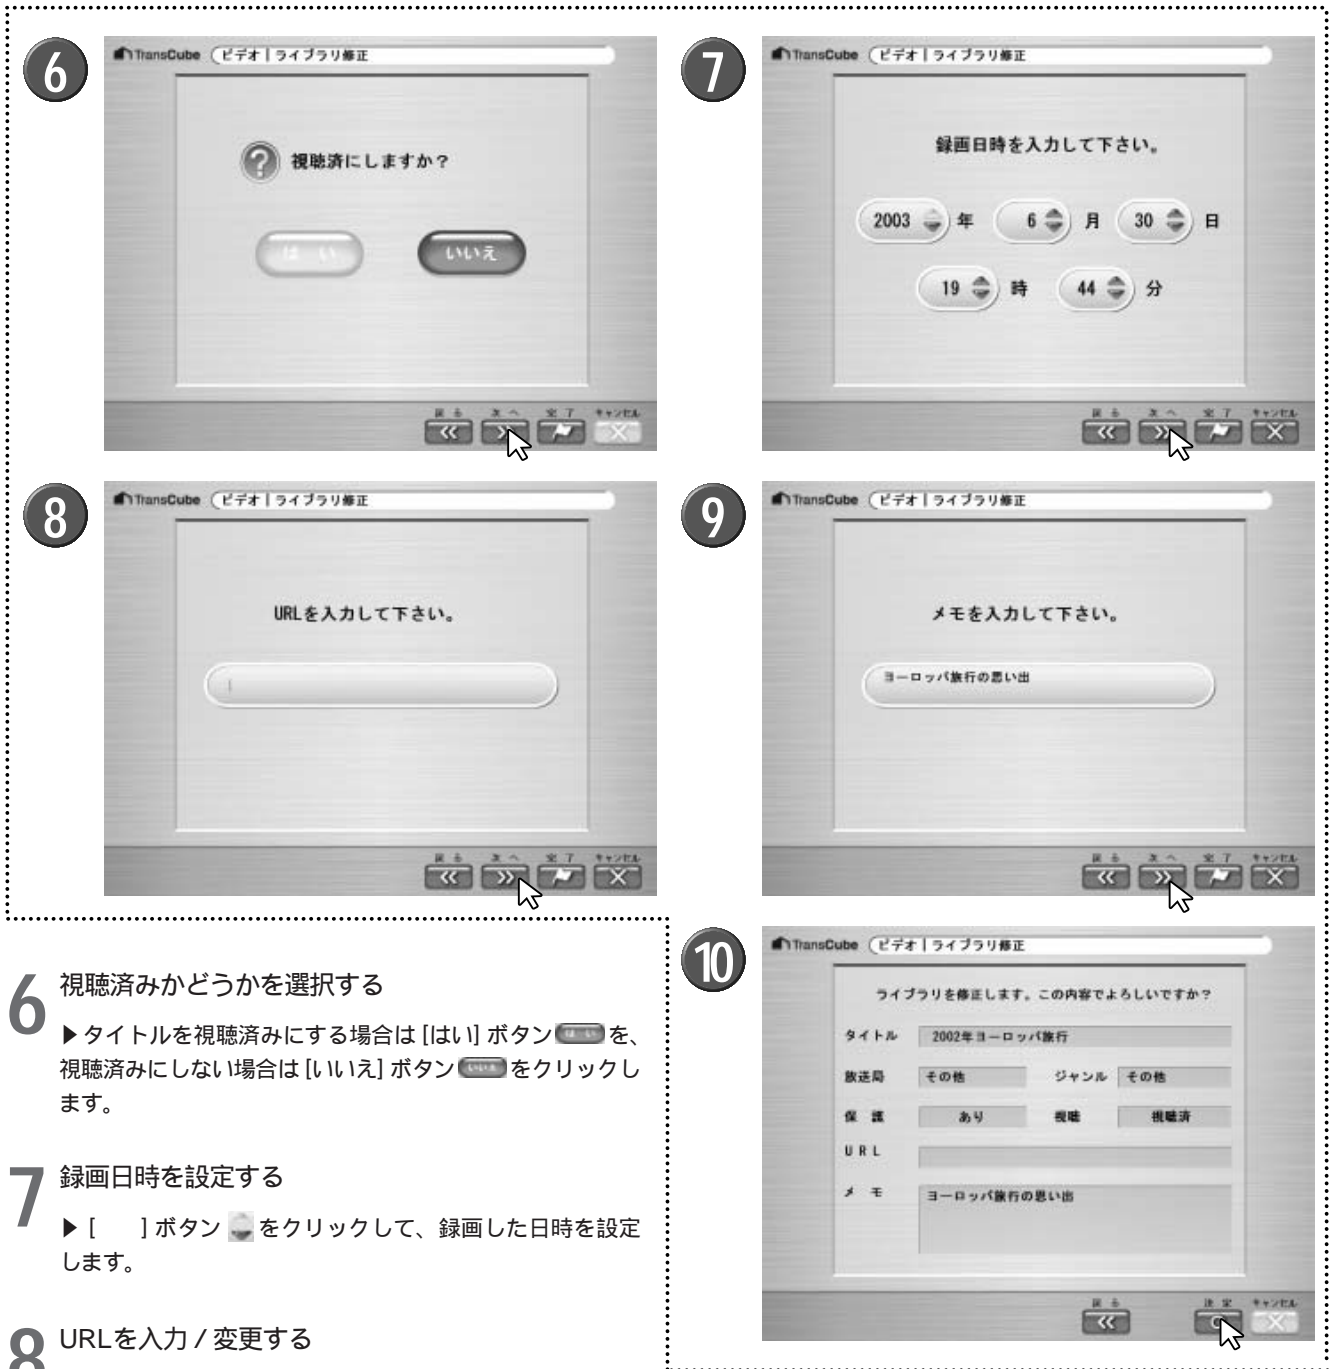 6
TransCube ビデオ | ライブラリ修正
視聴済にしますか？
はい いいえ
戻る 次へ 完了 キャンセル
7
TransCube ビデオ | ライブラリ修正
録画日時を入力して下さい。
2003 年 6 月 30 日
19 時 44 分
戻る 次へ 完了 キャンセル
8
TransCube ビデオ | ライブラリ修正
URLを入力して下さい。
戻る 次へ 完了 キャンセル
9
TransCube ビデオ | ライブラリ修正
メモを入力して下さい。
ヨーロッパ旅行の思い出
戻る 次へ 完了 キャンセル
10
TransCube ビデオ | ライブラリ修正
ライブラリを修正します。この内容でよろしいですか？
タイトル 2002年ヨーロッパ旅行
放送局 その他 ジャンル その他
保護 あり 視聴 視聴済
URL
メモ ヨーロッパ旅行の思い出
戻る 決定 キャンセル
6 視聴済みかどうかを選択する
▶タイトルを視聴済みにする場合は [はい] ボタン はい を、
視聴済みにしない場合は [いいえ] ボタン いいえ をクリックし
ます。
7 録画日時を設定する
▶ [　] ボタン をクリックして、録画した日時を設定
します。
8 URLを入力 / 変更する